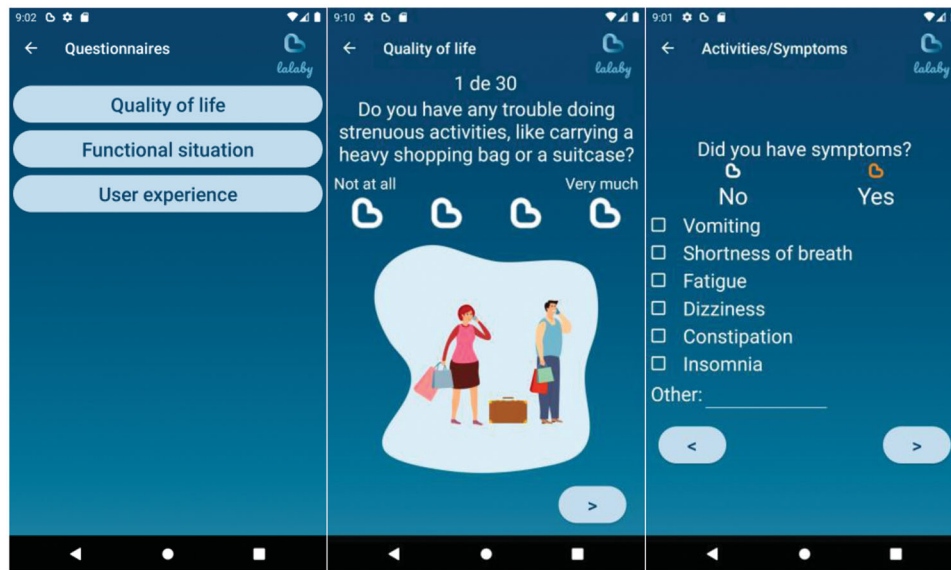 9:02
Questionnaires
lalaby
Quality of life
Functional situation
User experience
9:10
Quality of life
lalaby
1 de 30
Do you have any trouble doing
strenuous activities, like carrying a
heavy shopping bag or a suitcase?
Not at all Very much
>
9:01
Activities/Symptoms
lalaby
Did you have symptoms?
No Yes
Vomiting
Shortness of breath
Fatigue
Dizziness
Constipation
Insomnia
Other:
< >